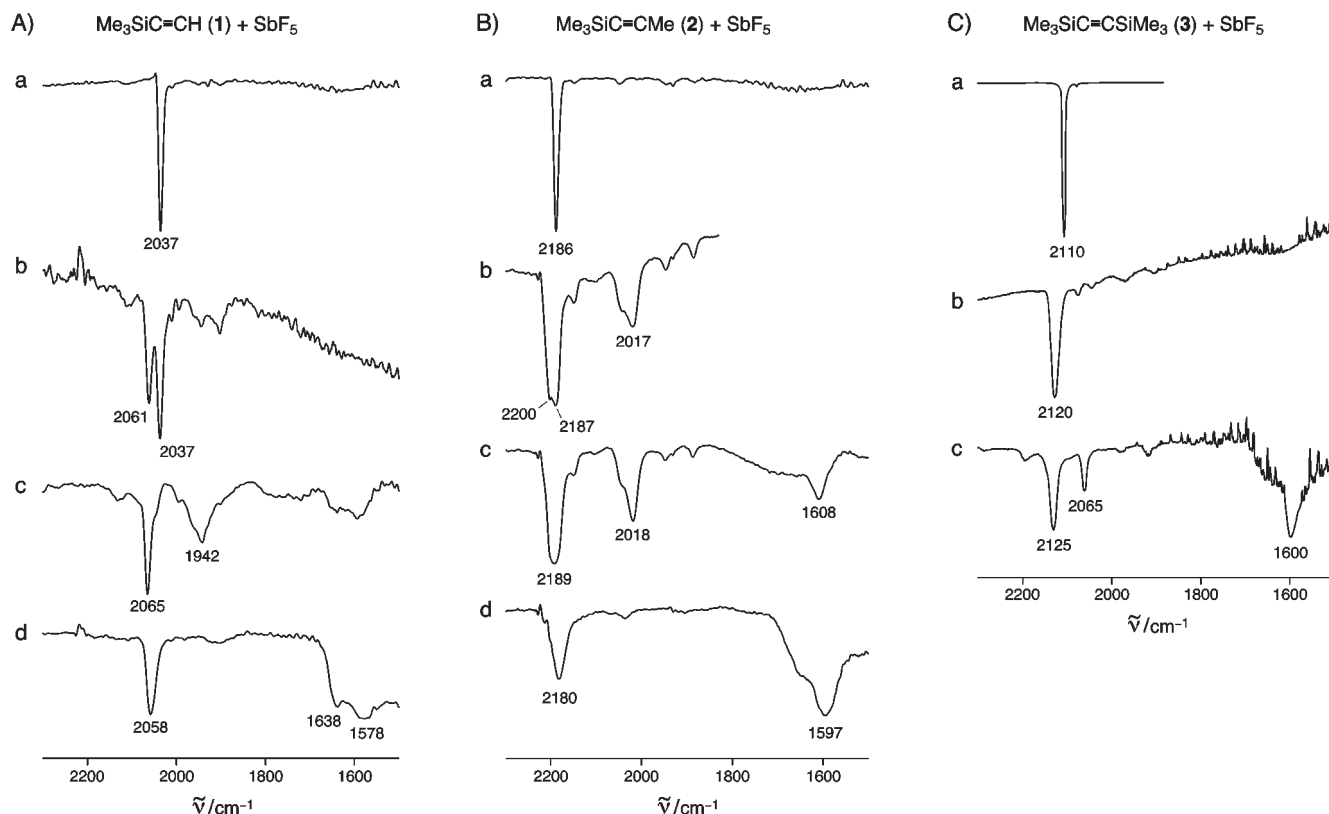 A) Me₃SiC≡CH (1) + SbF₅
a
2037
b
2061
2037
c
1942
2065
d
2058
1638
1578
2200 2000 1800 1600
ṽ/cm⁻¹
B) Me₃SiC≡CMe (2) + SbF₅
a
2186
b
2017
2200
2187
c
2018
1608
2189
d
2180
1597
2200 2000 1800 1600
ṽ/cm⁻¹
C) Me₃SiC≡CSiMe₃ (3) + SbF₅
a
2110
b
2120
c
2065
2125
1600
2200 2000 1800 1600
ṽ/cm⁻¹